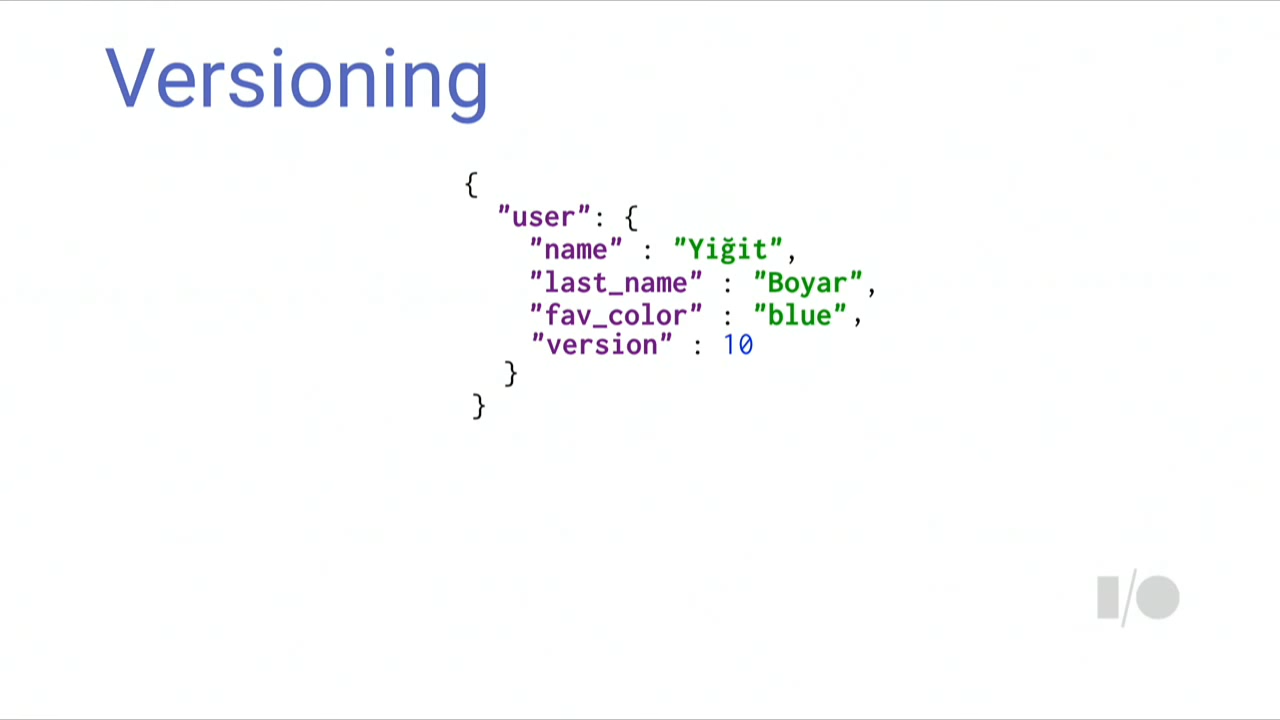 Versioning
{
"user": {
"name" : "Yiğit",
"last_name" : "Boyar",
"fav_color" : "blue",
"version" : 10
}
}
I/O